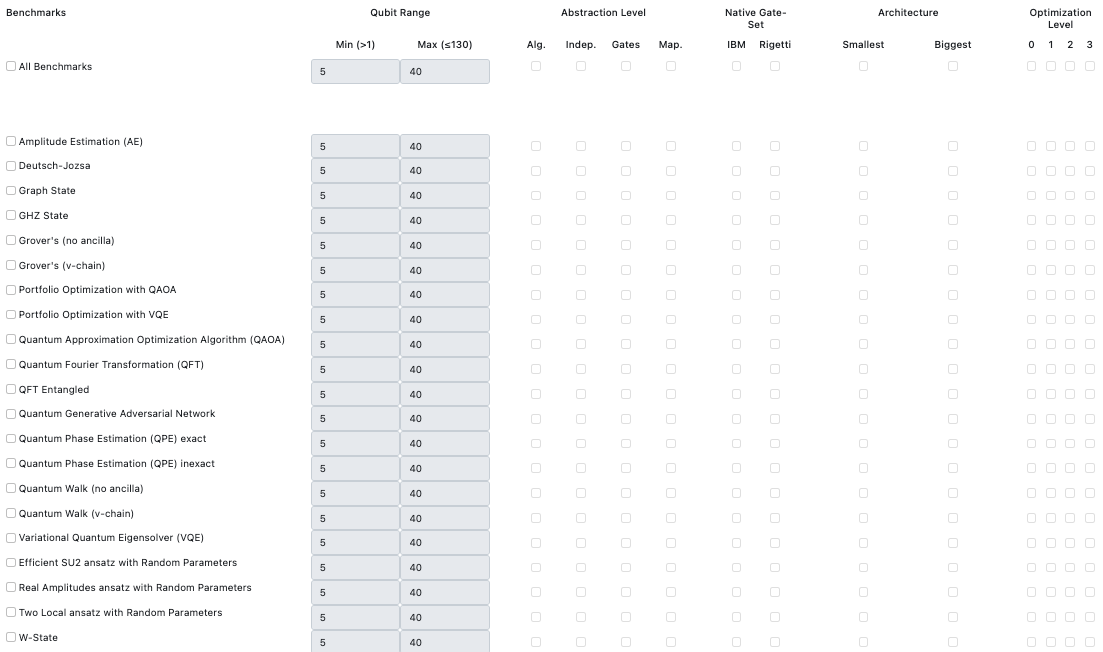 Benchmarks Qubit Range Abstraction Level Native Gate-Set Architecture Optimization Level
Min (>1) Max (≤130) Alg. Indep. Gates Map. IBM Rigetti Smallest Biggest 0 1 2 3
All Benchmarks 5 40
Amplitude Estimation (AE) 5 40
Deutsch-Jozsa 5 40
Graph State 5 40
GHZ State 5 40
Grover's (no ancilla) 5 40
Grover's (v-chain) 5 40
Portfolio Optimization with QAOA 5 40
Portfolio Optimization with VQE 5 40
Quantum Approximation Optimization Algorithm (QAOA) 5 40
Quantum Fourier Transformation (QFT) 5 40
QFT Entangled 5 40
Quantum Generative Adversarial Network 5 40
Quantum Phase Estimation (QPE) exact 5 40
Quantum Phase Estimation (QPE) inexact 5 40
Quantum Walk (no ancilla) 5 40
Quantum Walk (v-chain) 5 40
Variational Quantum Eigensolver (VQE) 5 40
Efficient SU2 ansatz with Random Parameters 5 40
Real Amplitudes ansatz with Random Parameters 5 40
Two Local ansatz with Random Parameters 5 40
W-State 5 40